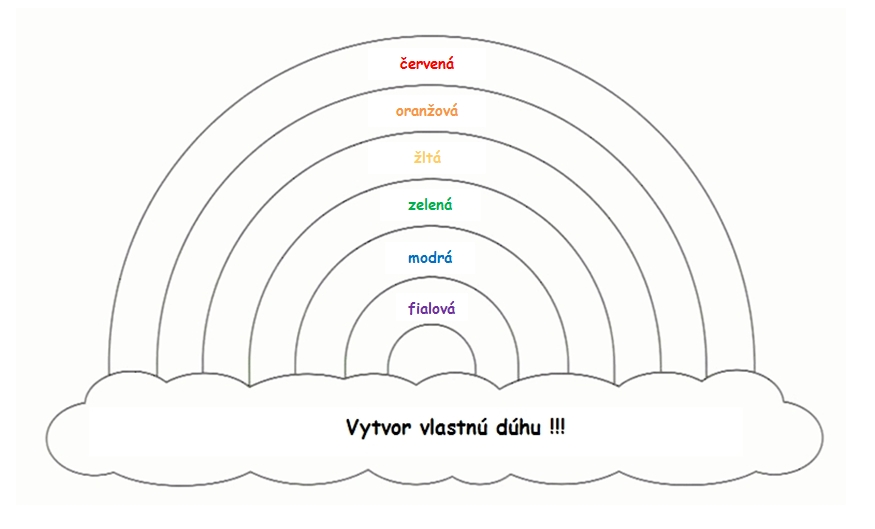 červená
oranžová
žltá
zelená
modrá
fialová
Vytvor vlastnú dúhu !!!